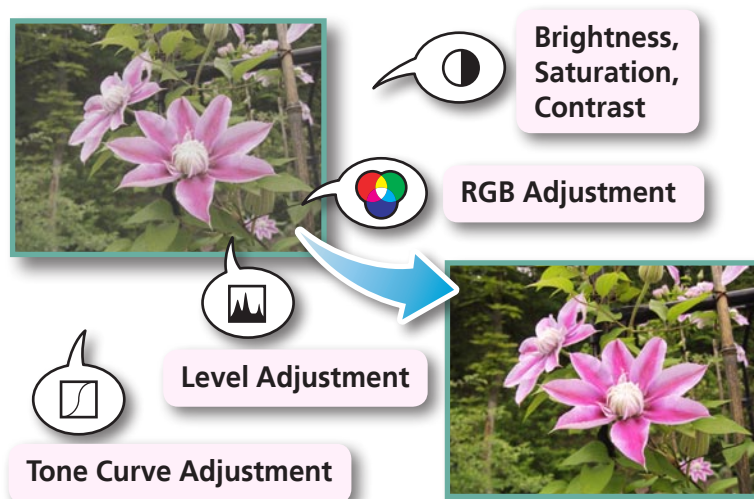 Brightness,
Saturation,
Contrast
RGB Adjustment
Level Adjustment
Tone Curve Adjustment